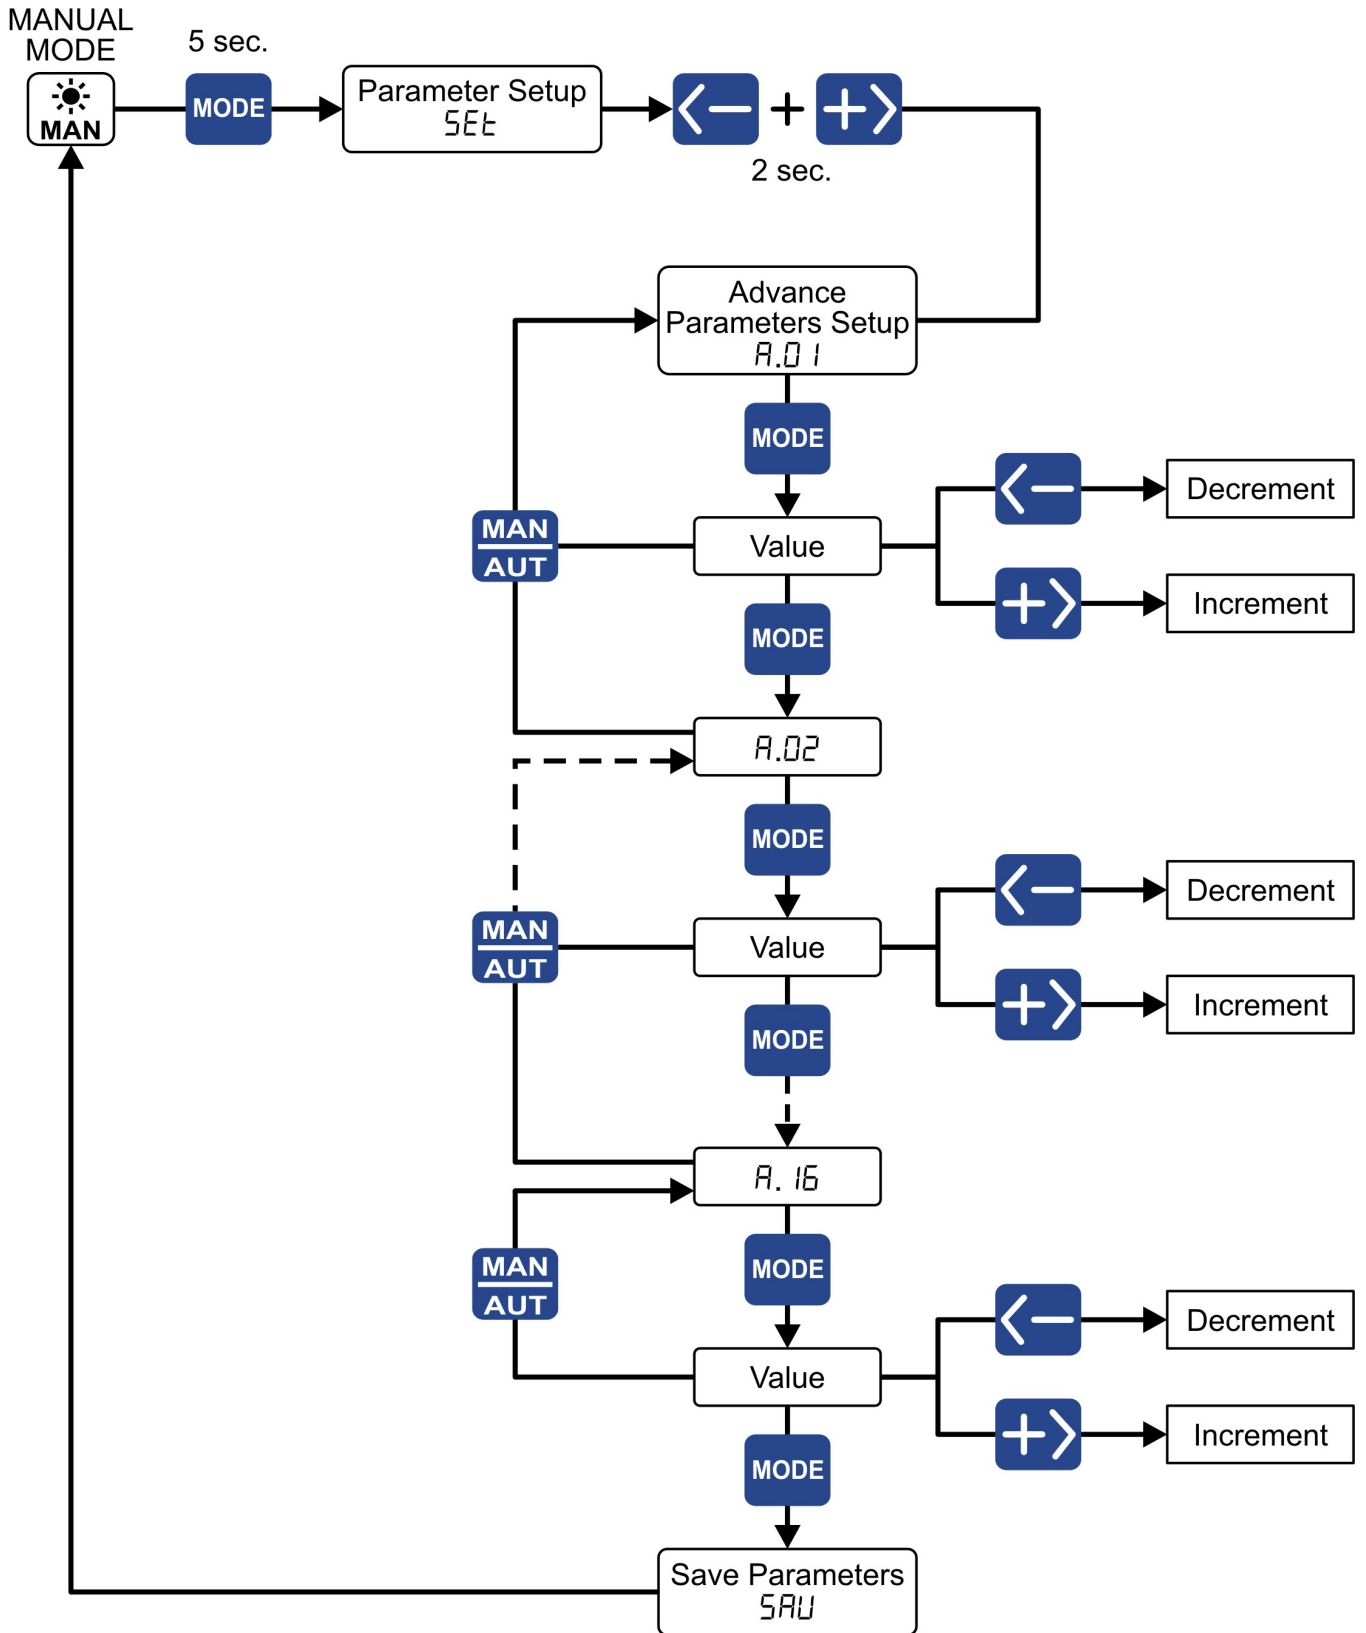 MANUAL
MODE
5 sec.
MAN
MODE
Parameter Setup
SEt
<— + +>
2 sec.
Advance
Parameters Setup
A.01
MODE
<—
Decrement
MAN
AUT
Value
+>
Increment
MODE
A.02
MODE
<—
Decrement
MAN
AUT
Value
+>
Increment
MODE
A.16
MODE
MAN
AUT
<—
Decrement
Value
+>
Increment
MODE
Save Parameters
SAU